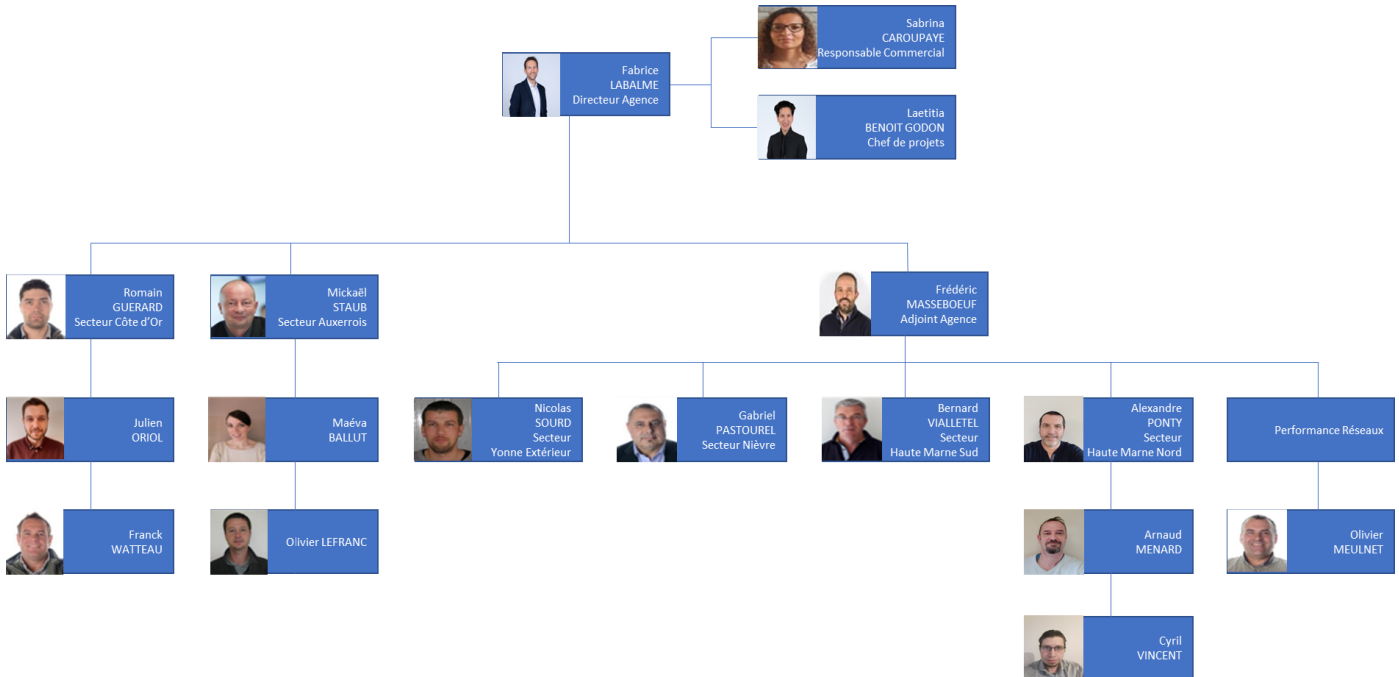 Sabrina
CAROUPAYE
Responsable Commercial
Fabrice
LABALME
Directeur Agence
Laetitia
BENOIT GODON
Chef de projets
Romain
GUERARD
Secteur Côte d’Or
Mickaël
STAUB
Secteur Auxerrois
Frédéric
MASSEBOEUF
Adjoint Agence
Julien
ORIOL
Maéva
BALLUT
Nicolas
SOURD
Secteur
Yonne Extérieur
Gabriel
PASTOUREL
Secteur Nièvre
Bernard
VIALLETEL
Secteur
Haute Marne Sud
Alexandre
PONTY
Secteur
Haute Marne Nord
Performance Réseaux
Franck
WATTEAU
Olivier LEFRANC
Arnaud
MENARD
Olivier
MEULNET
Cyril
VINCENT